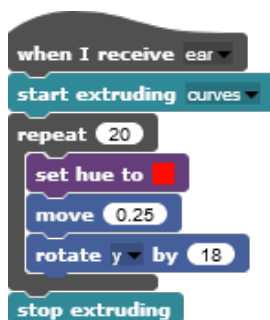 when I receive ear
start extruding curves
repeat 20
set hue to
move 0.25
rotate y by 18
stop extruding